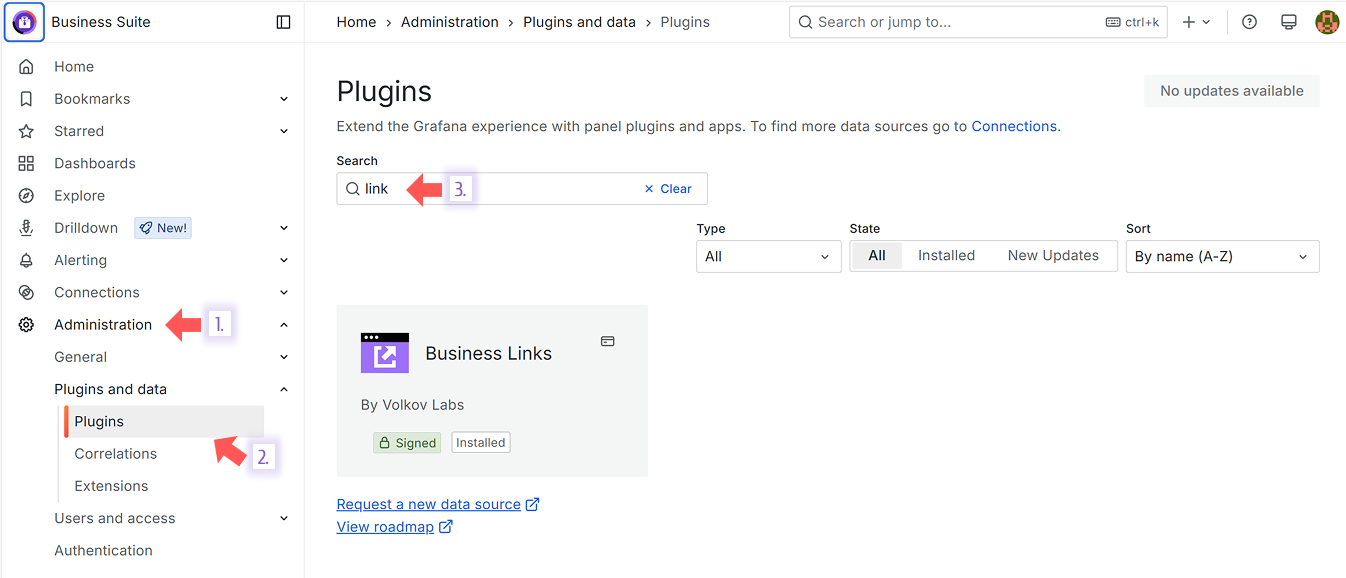 Business Suite
Home › Administration › Plugins and data › Plugins
Search or jump to...
ctrl+k
Home
Bookmarks
Starred
Dashboards
Explore
Drilldown New!
Alerting
Connections
Administration 1.
General
Plugins and data
Plugins
2.
Correlations
Extensions
Users and access
Authentication
Plugins
No updates available
Extend the Grafana experience with panel plugins and apps. To find more data sources go to Connections.
Search
link 3. Clear
Type
All
State
All Installed New Updates
Sort
By name (A-Z)
Business Links
By Volkov Labs
Signed Installed
Request a new data source
View roadmap